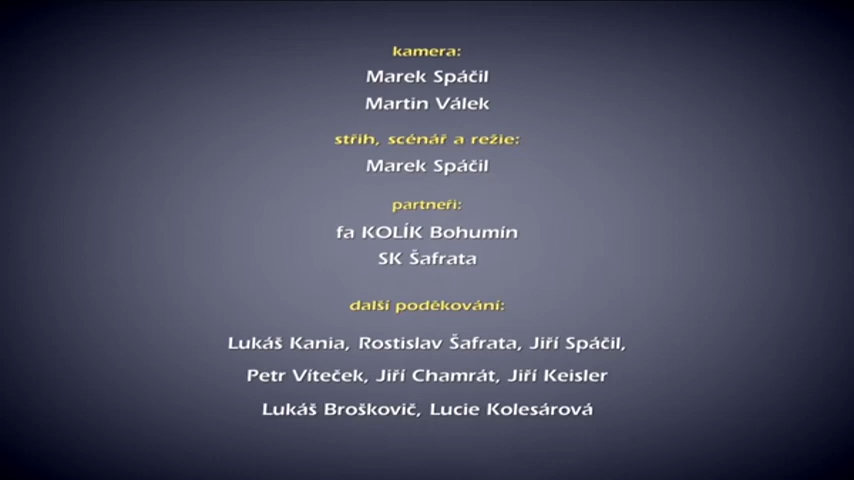 kamera:
Marek Spáčil
Martin Válek
střih, scénář a režie:
Marek Spáčil
partneři:
fa KOLÍK Bohumín
SK Šafrata
další poděkování:
Lukáš Kania, Rostislav Šafrata, Jiří Spáčil,
Petr Víteček, Jiří Chamrát, Jiří Keisler
Lukáš Broškovič, Lucie Kolesárová